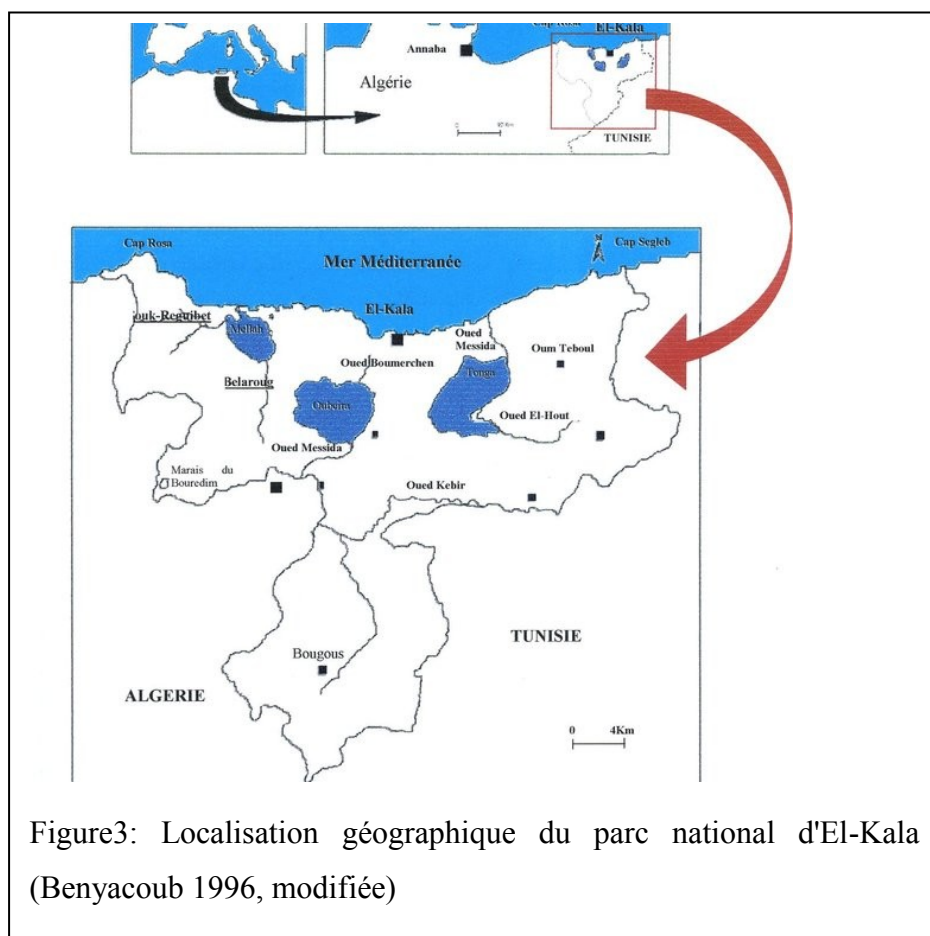 El-Kala
Annaba
Algérie
TUNISIE
Cap Rosa
Cap Segleb
N
Mer Méditerranée
El-Kala
ouk-Reguibet
Mellah
Oued
Messida
Oued Boumerchen
Oum Teboul
Tonga
Belaroug
Oubeira
Oued El-Hout
Oued Messida
Marais du
Bouredim
Oued Kebir
TUNISIE
Bougous
ALGERIE
0 4Km
Figure3: Localisation géographique du parc national d'El-Kala
(Benyacoub 1996, modifiée)